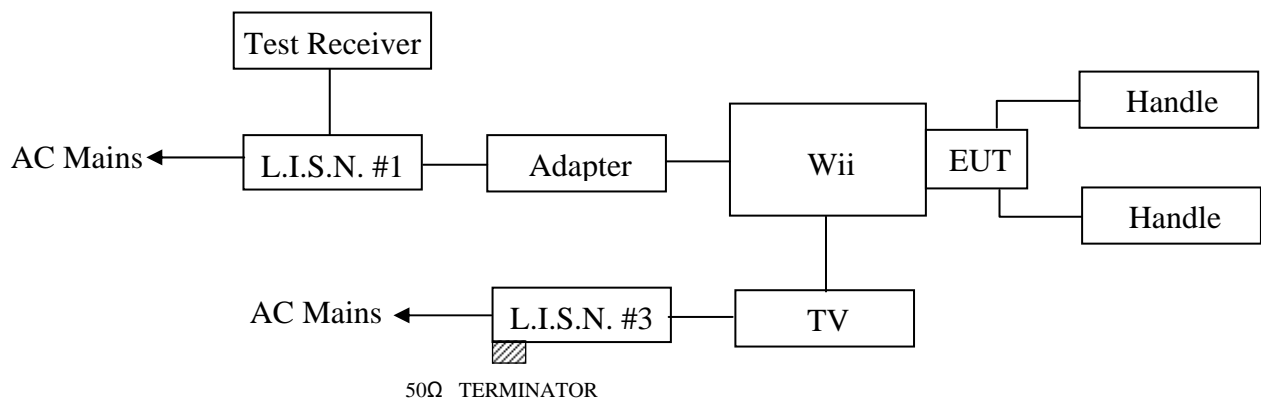 Test Receiver
Handle
AC Mains
L.I.S.N. #1
Adapter
Wii
EUT
Handle
AC Mains
L.I.S.N. #3
TV
50Ω TERMINATOR